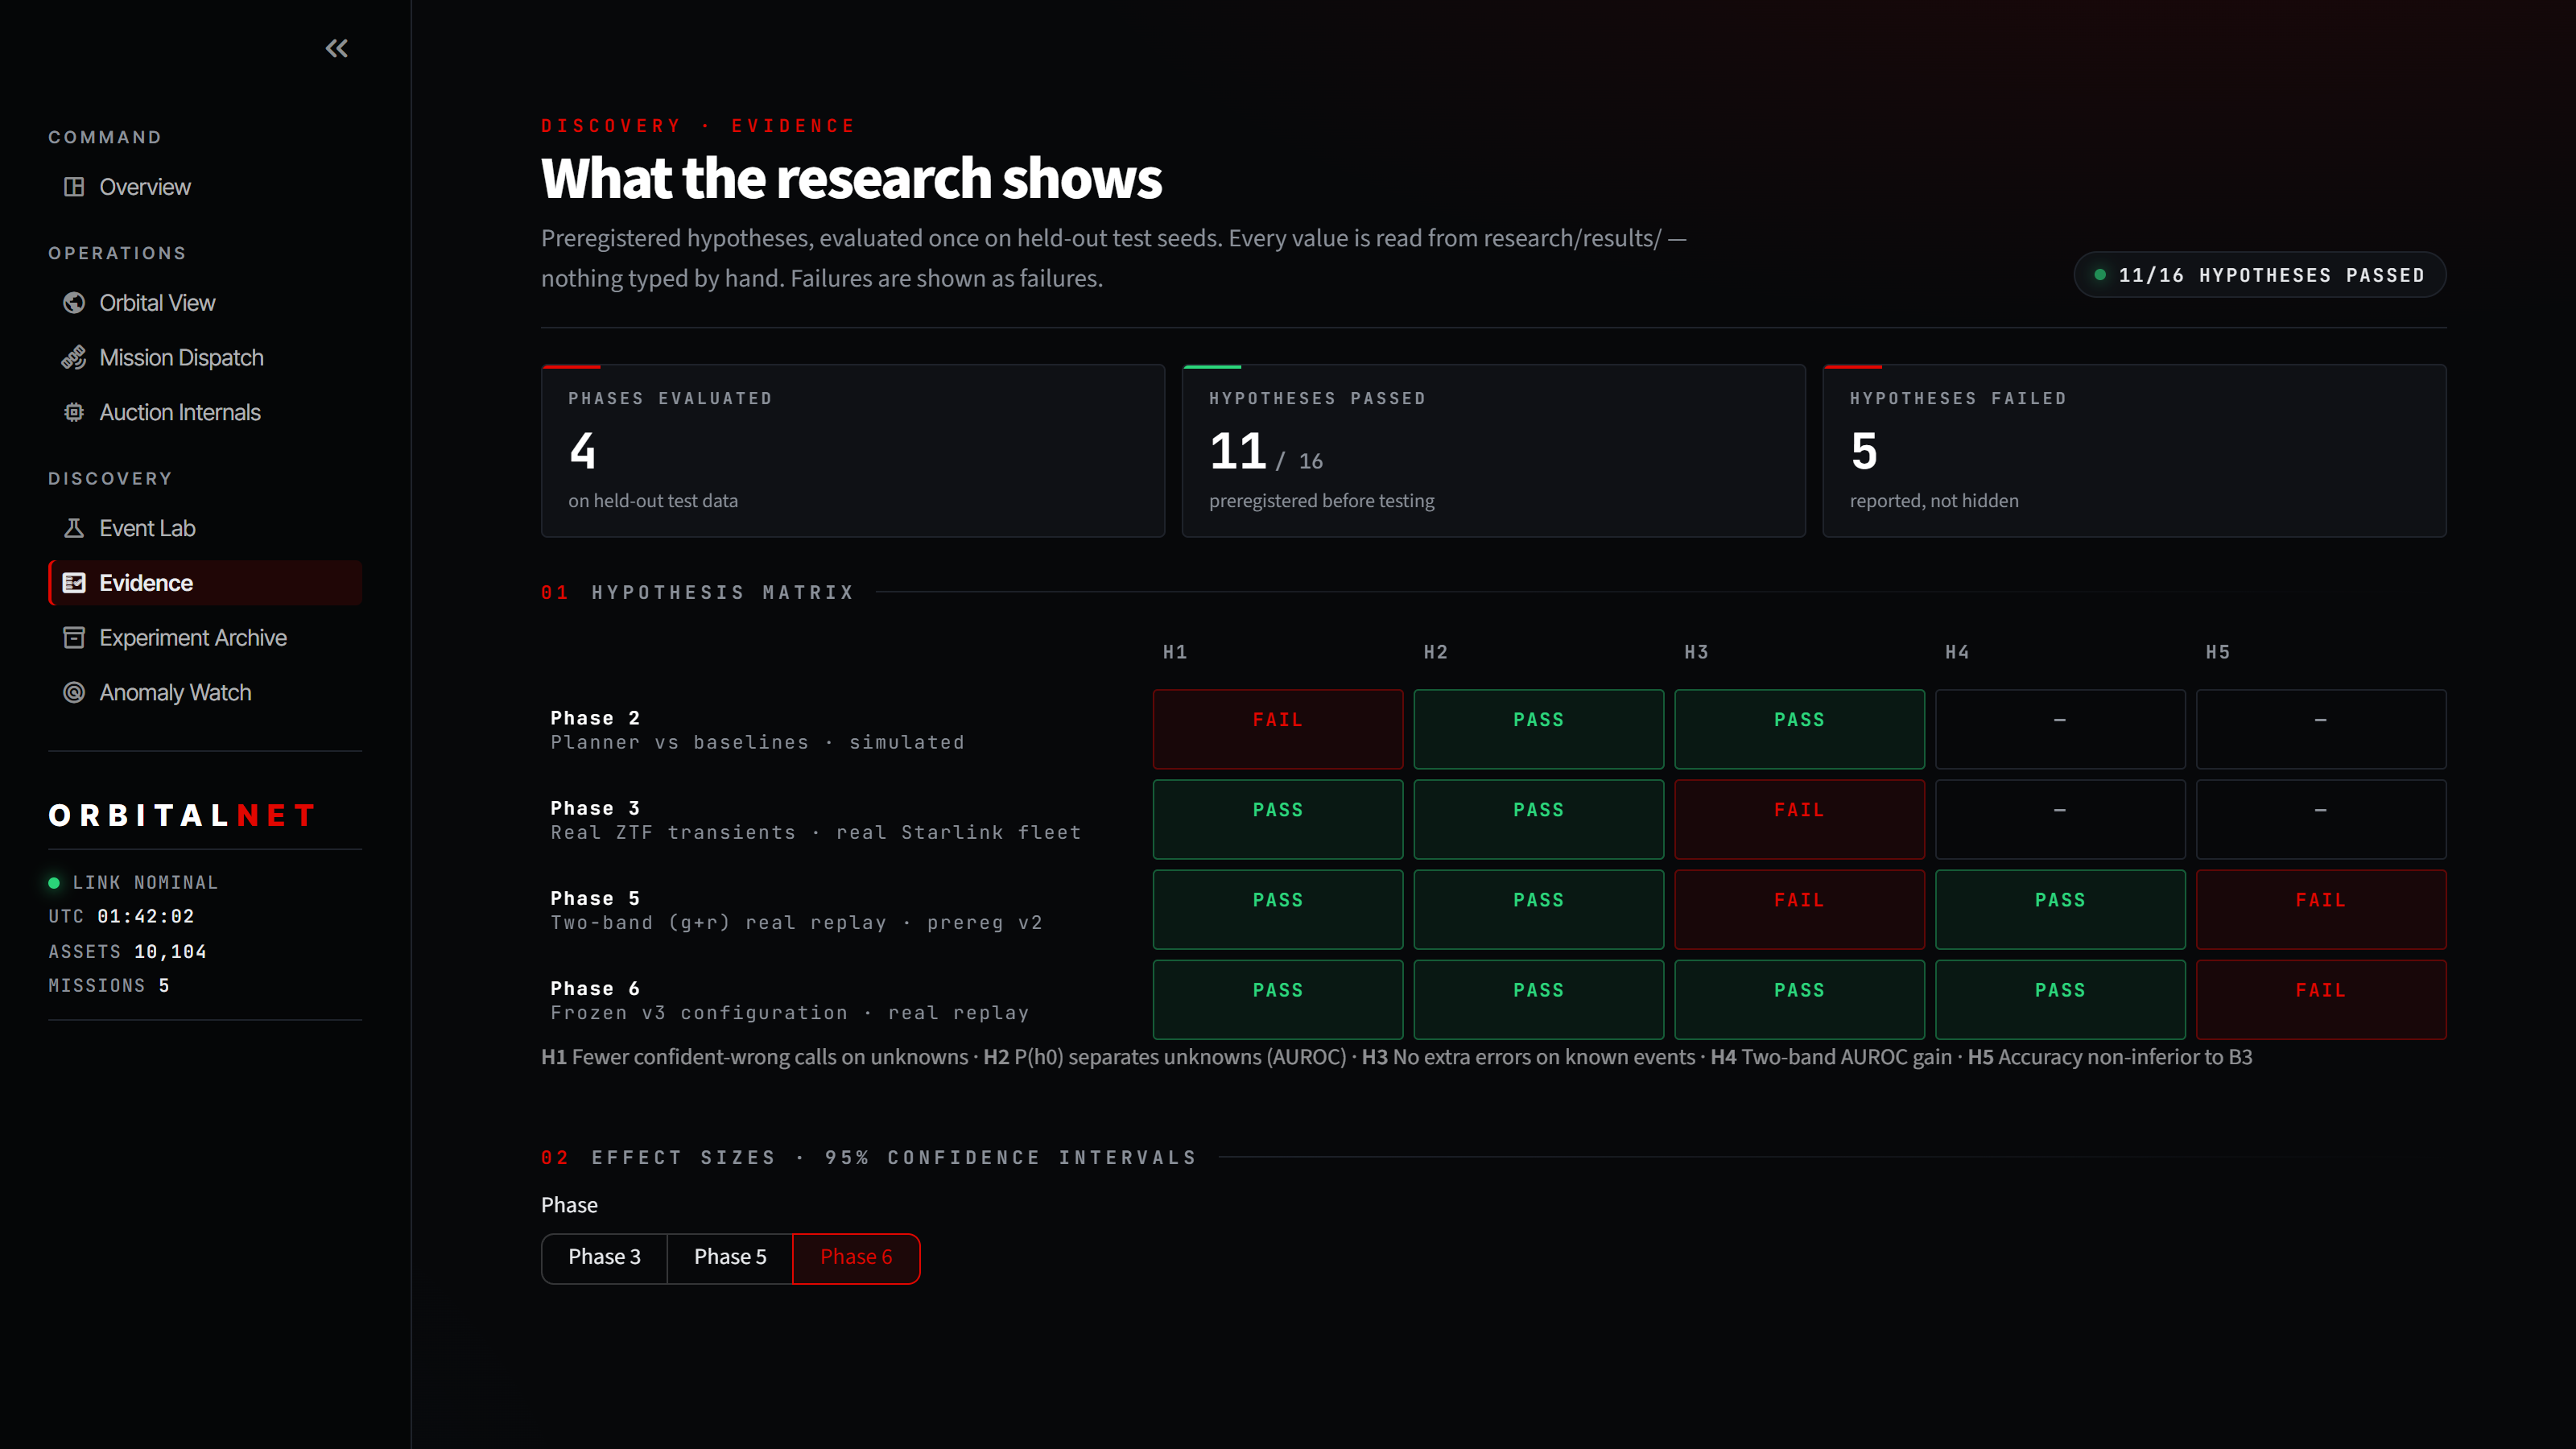 COMMAND
Overview
OPERATIONS
Orbital View
Mission Dispatch
Auction Internals
DISCOVERY
Event Lab
Evidence
Experiment Archive
Anomaly Watch
ORBITALNET
LINK NOMINAL
UTC 01:42:02
ASSETS 10,104
MISSIONS 5
DISCOVERY · EVIDENCE
What the research shows
Preregistered hypotheses, evaluated once on held-out test seeds. Every value is read from research/results/ —
nothing typed by hand. Failures are shown as failures.
11/16 HYPOTHESES PASSED
PHASES EVALUATED
4
on held-out test data
HYPOTHESES PASSED
11 / 16
preregistered before testing
HYPOTHESES FAILED
5
reported, not hidden
01 HYPOTHESIS MATRIX
H1 H2 H3 H4 H5
Phase 2
Planner vs baselines · simulated
FAIL PASS PASS — —
Phase 3
Real ZTF transients · real Starlink fleet
PASS PASS FAIL — —
Phase 5
Two-band (g+r) real replay · prereg v2
PASS PASS FAIL PASS FAIL
Phase 6
Frozen v3 configuration · real replay
PASS PASS PASS PASS FAIL
H1 Fewer confident-wrong calls on unknowns · H2 P(h0) separates unknowns (AUROC) · H3 No extra errors on known events · H4 Two-band AUROC gain · H5 Accuracy non-inferior to B3
02 EFFECT SIZES · 95% CONFIDENCE INTERVALS
Phase
Phase 3 Phase 5 Phase 6